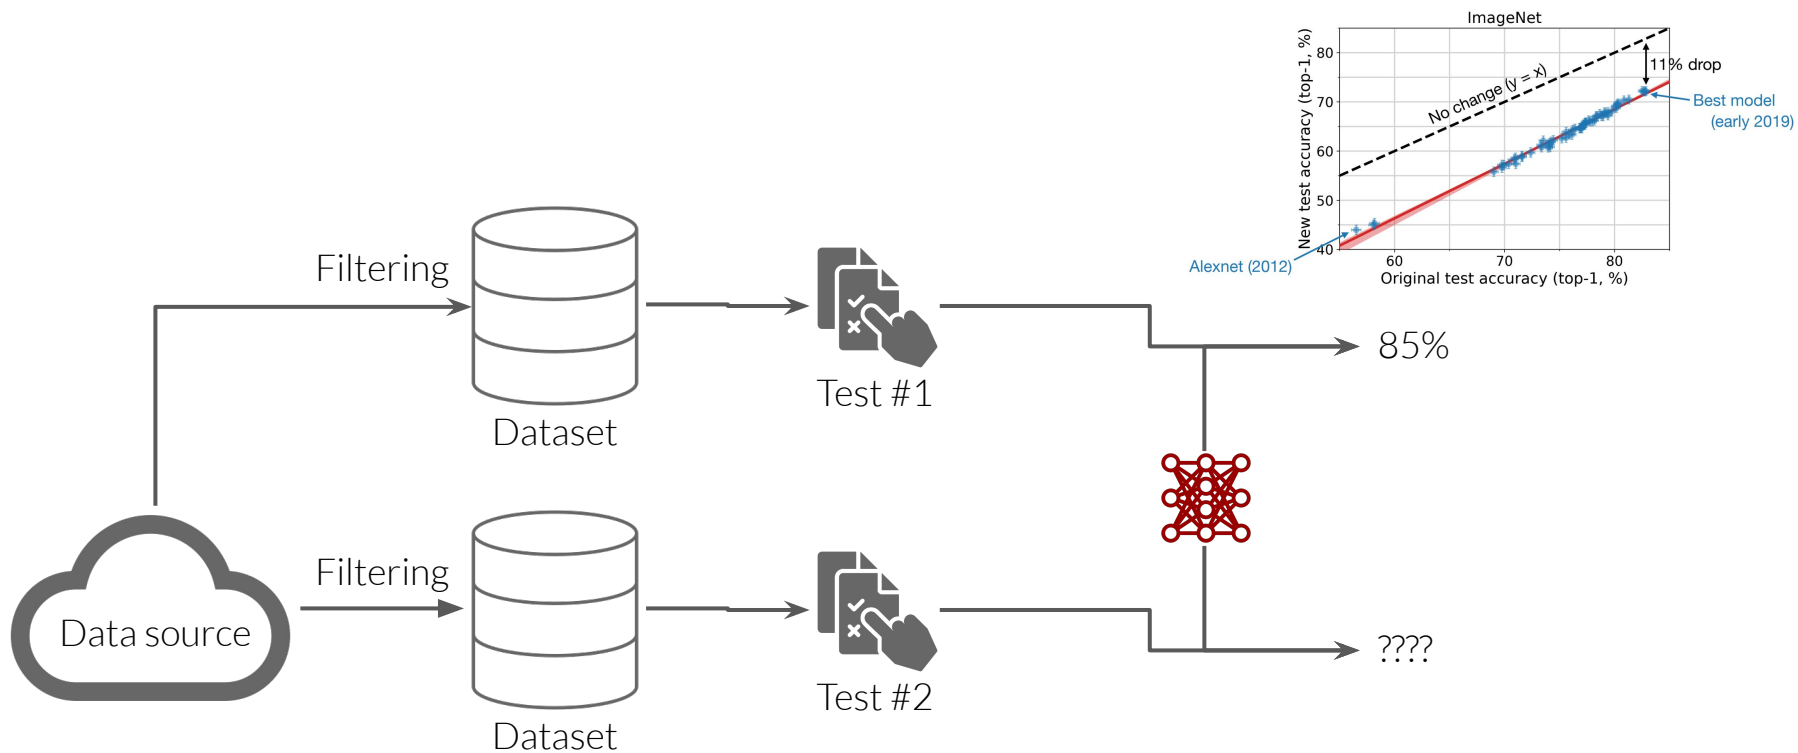 ImageNet
New test accuracy (top-1, %)
80
70
60
50
40
No change (y = x)
11% drop
Best model
(early 2019)
Alexnet (2012)
60
70
80
Original test accuracy (top-1, %)
Filtering
Dataset
Test #1
85%
Data source
Filtering
Dataset
Test #2
????